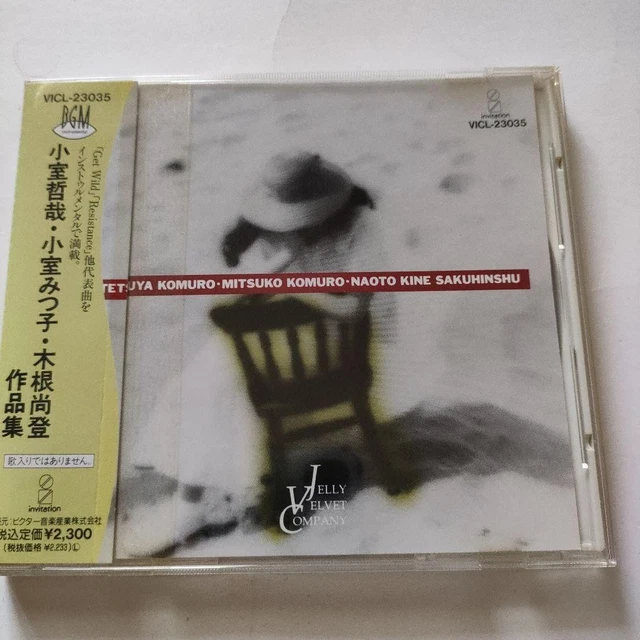 VICL-23035
BGM
「Get Wild」「Resistance」他代表曲を
インストゥルメンタルで満載。
小室哲哉・小室みつ子・木根尚登
作品集
歌入りではありません。
invitation
元:ビクター音楽産業株式会社
税込定価¥2,300
(税抜価格 ¥2,233)Ⓛ
invitation
VICL-23035
TETSUYA KOMURO・MITSUKO KOMURO・NAOTO KINE SAKUHINSHU
JELLY
VELVET
COMPANY